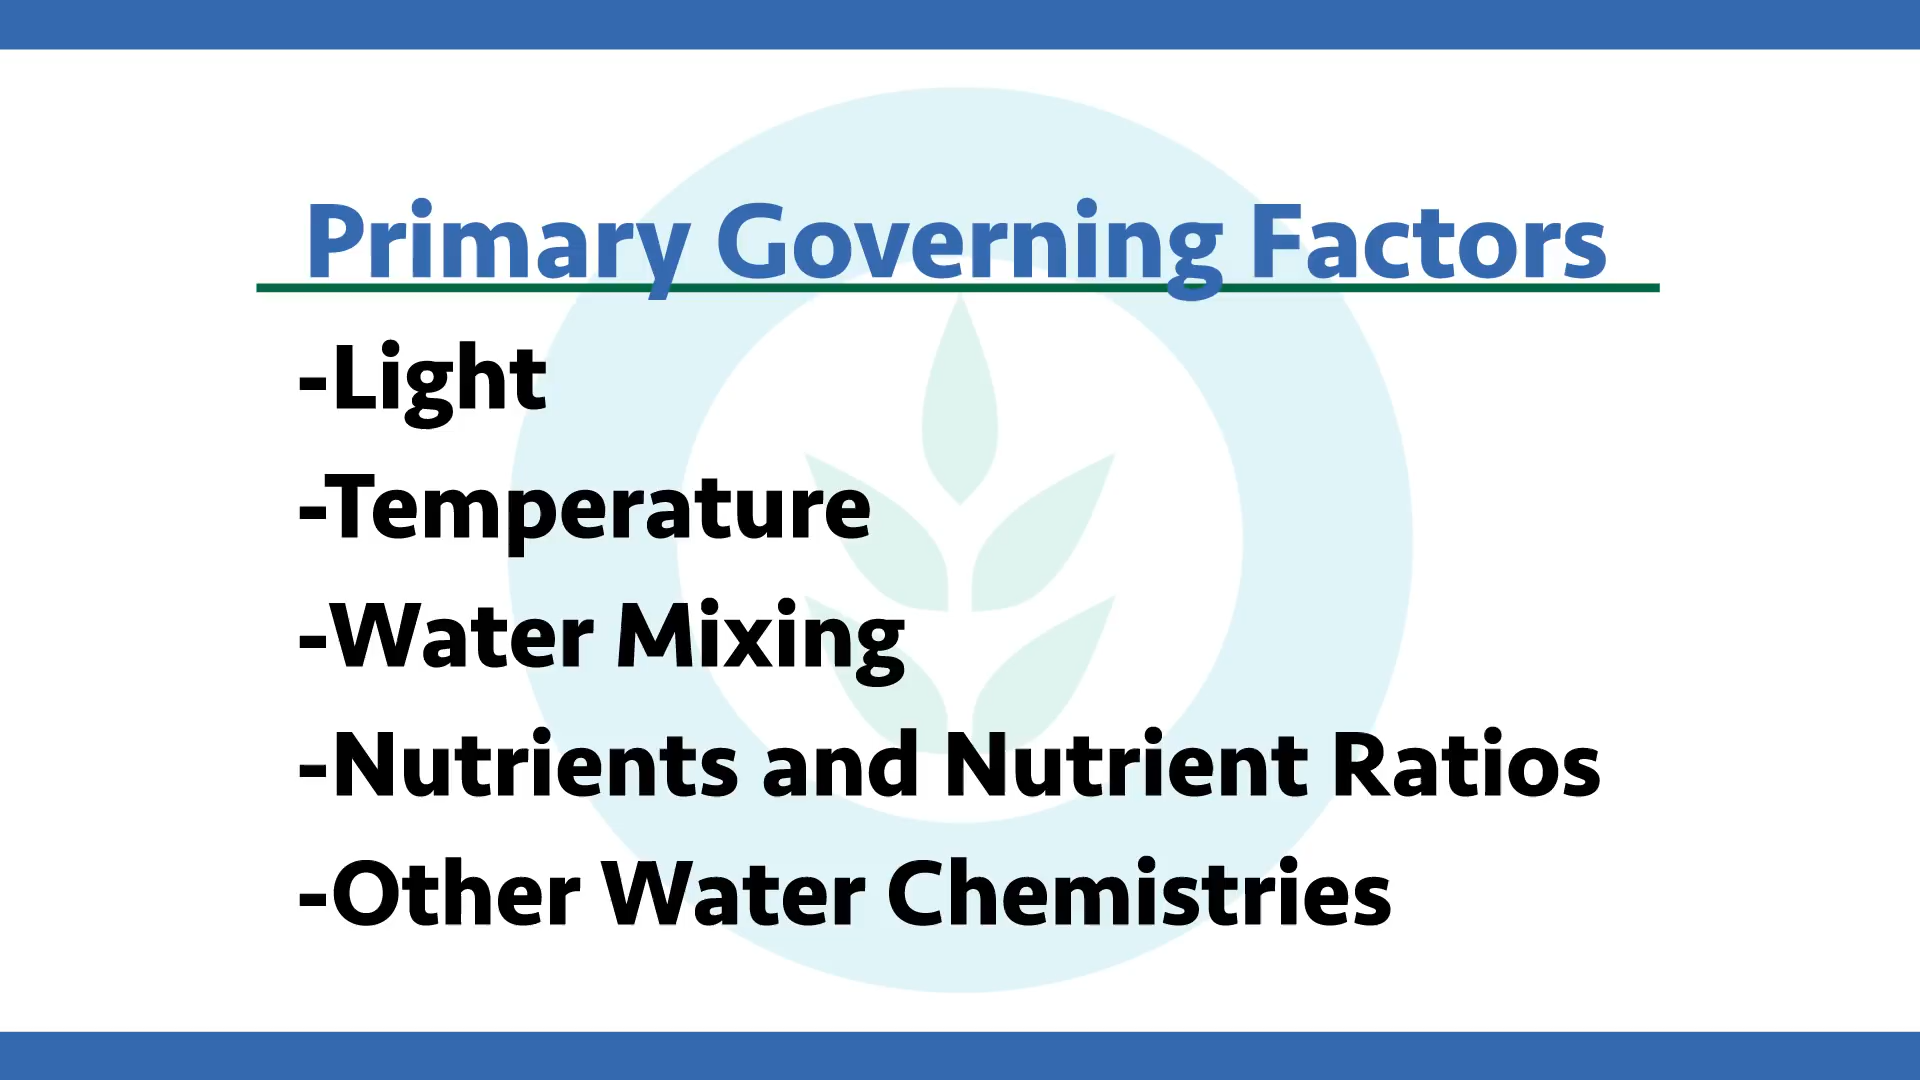 Primary Governing Factors
-Light
-Temperature
-Water Mixing
-Nutrients and Nutrient Ratios
-Other Water Chemistries